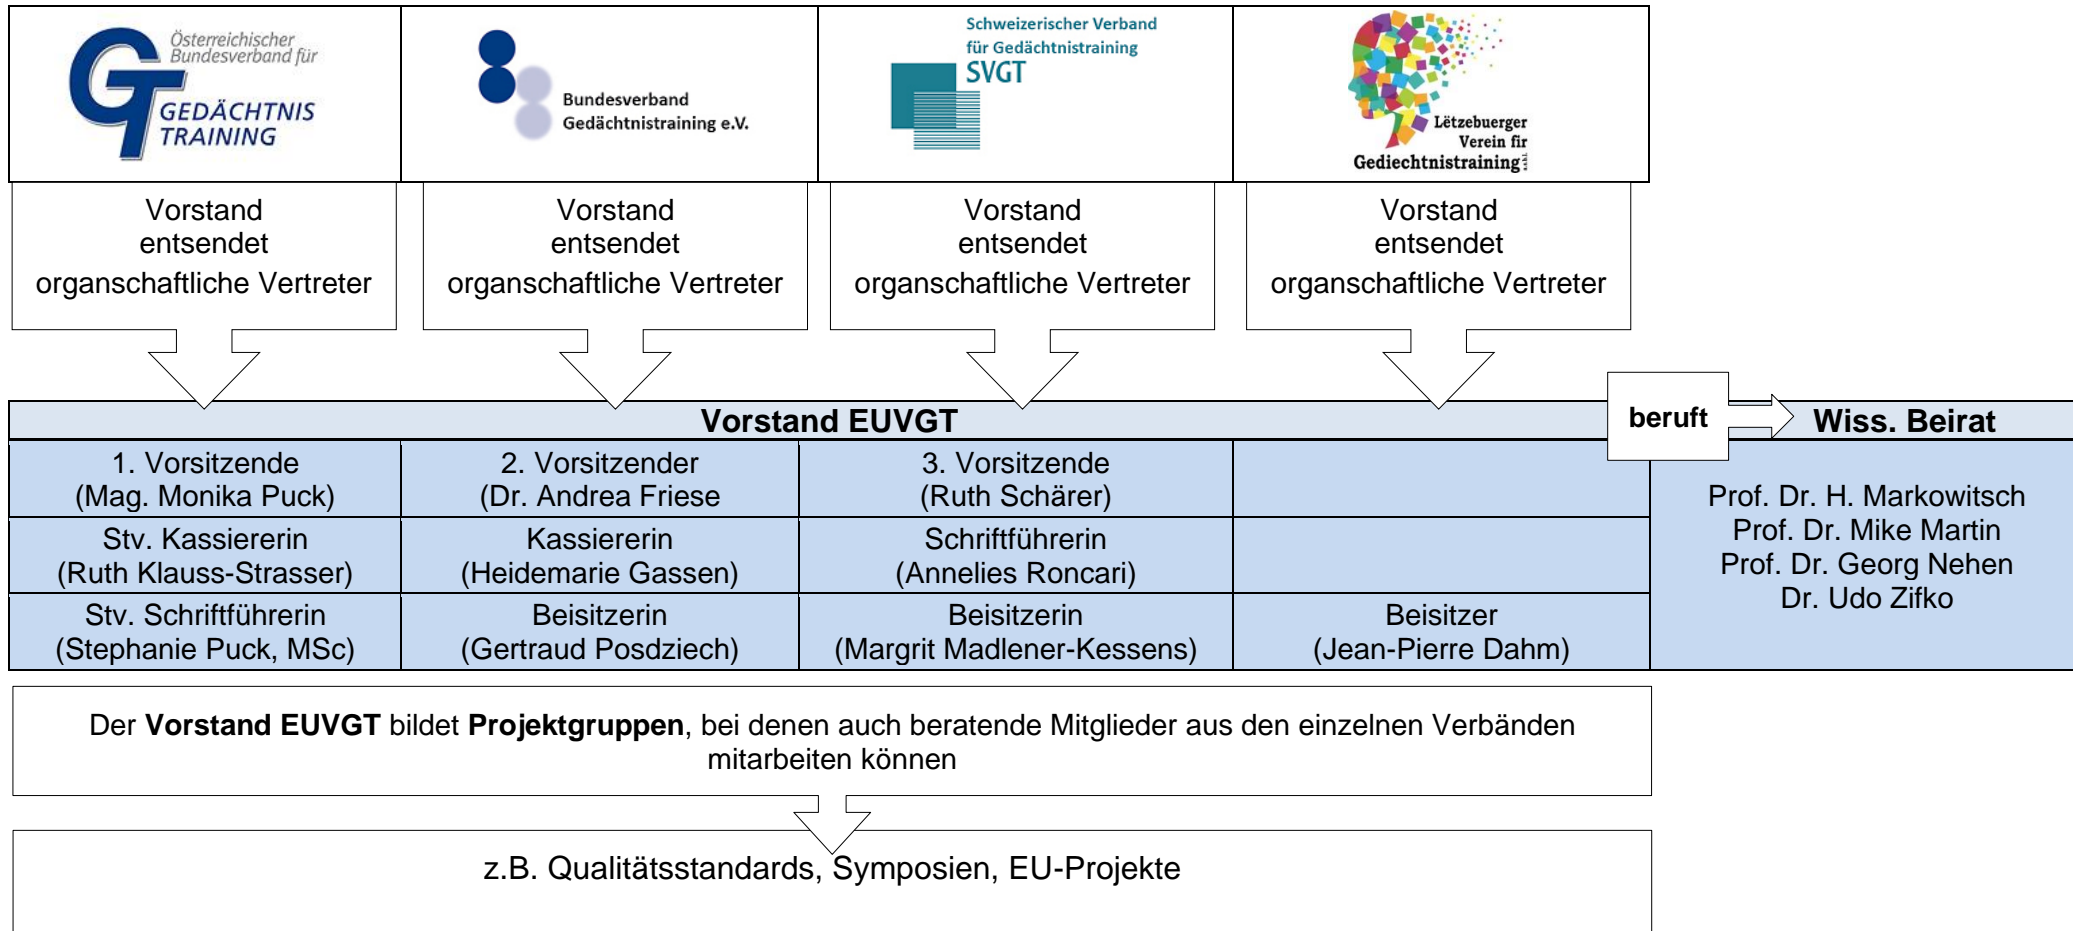 Österreichischer
Bundesverband für
GT
GEDÄCHTNIS
TRAINING
Bundesverband
Gedächtnistraining e.V.
Schweizerischer Verband
für Gedächtnistraining
SVGT
Lëtzebuerger
Verein fir
Gediechtnistraining
Vorstand
entsendet
organschaftliche Vertreter
Vorstand
entsendet
organschaftliche Vertreter
Vorstand
entsendet
organschaftliche Vertreter
Vorstand
entsendet
organschaftliche Vertreter
Vorstand EUVGT
beruft
Wiss. Beirat
1. Vorsitzende
(Mag. Monika Puck)
2. Vorsitzender
(Dr. Andrea Friese
3. Vorsitzende
(Ruth Schärer)
Stv. Kassiererin
(Ruth Klauss-Strasser)
Kassiererin
(Heidemarie Gassen)
Schriftführerin
(Annelies Roncari)
Stv. Schriftführerin
(Stephanie Puck, MSc)
Beisitzerin
(Gertraud Posdziech)
Beisitzerin
(Margrit Madlener-Kessens)
Beisitzer
(Jean-Pierre Dahm)
Prof. Dr. H. Markowitsch
Prof. Dr. Mike Martin
Prof. Dr. Georg Nehen
Dr. Udo Zifko
Der Vorstand EUVGT bildet Projektgruppen, bei denen auch beratende Mitglieder aus den einzelnen Verbänden
mitarbeiten können
z.B. Qualitätsstandards, Symposien, EU-Projekte